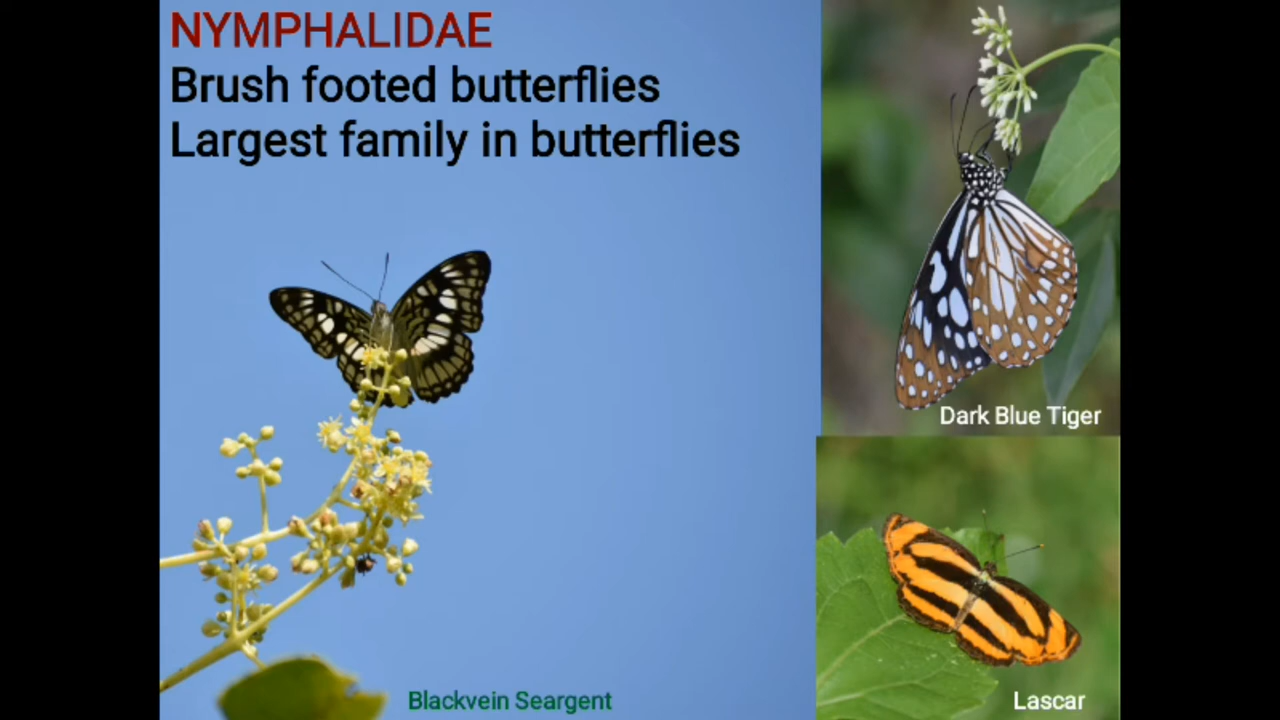 NYMPHALIDAE
Brush footed butterflies
Largest family in butterflies
Dark Blue Tiger
Blackvein Seargent
Lascar